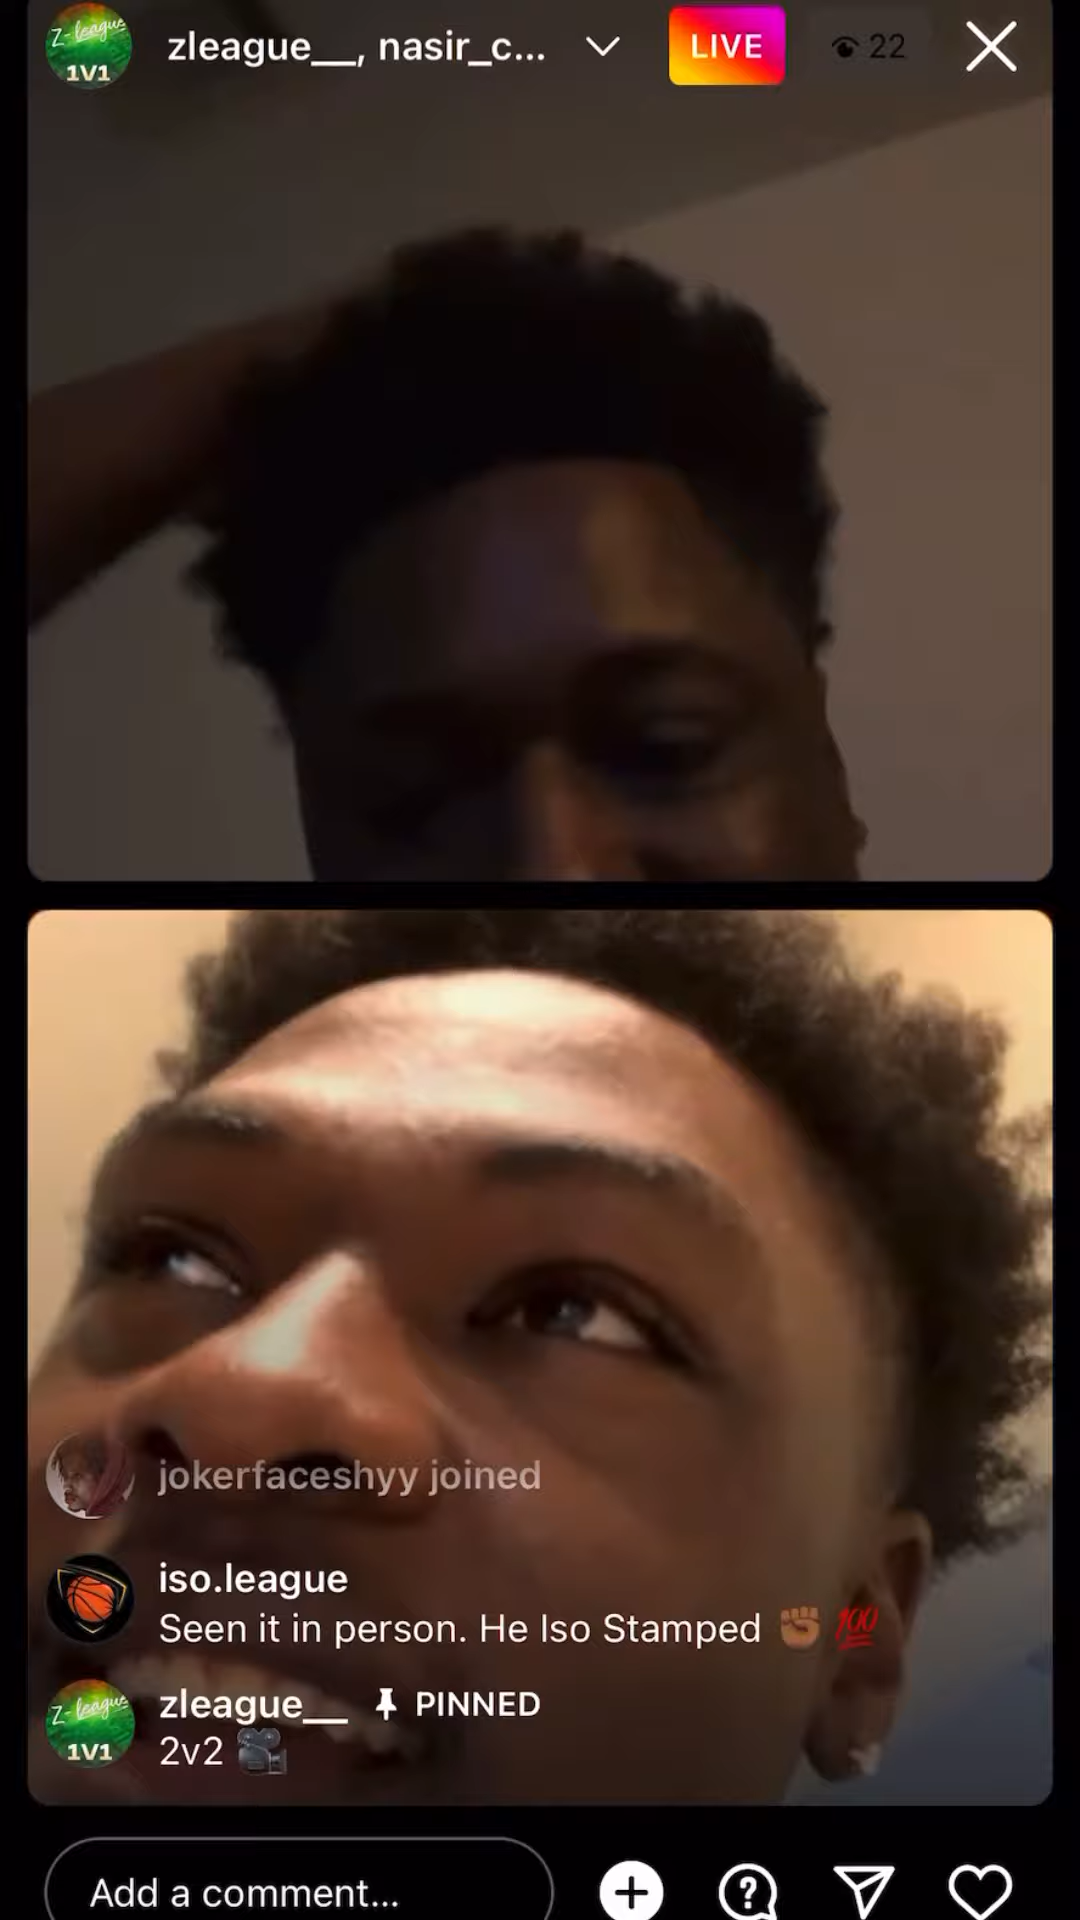 Z-league
1V1
zleague__, nasir_c...
LIVE
22
jokerfaceshyy joined
iso.league
Seen it in person. He Iso Stamped ✊🏾 💯
Z-league
1V1
zleague__ PINNED
2v2 🎥
Add a comment...